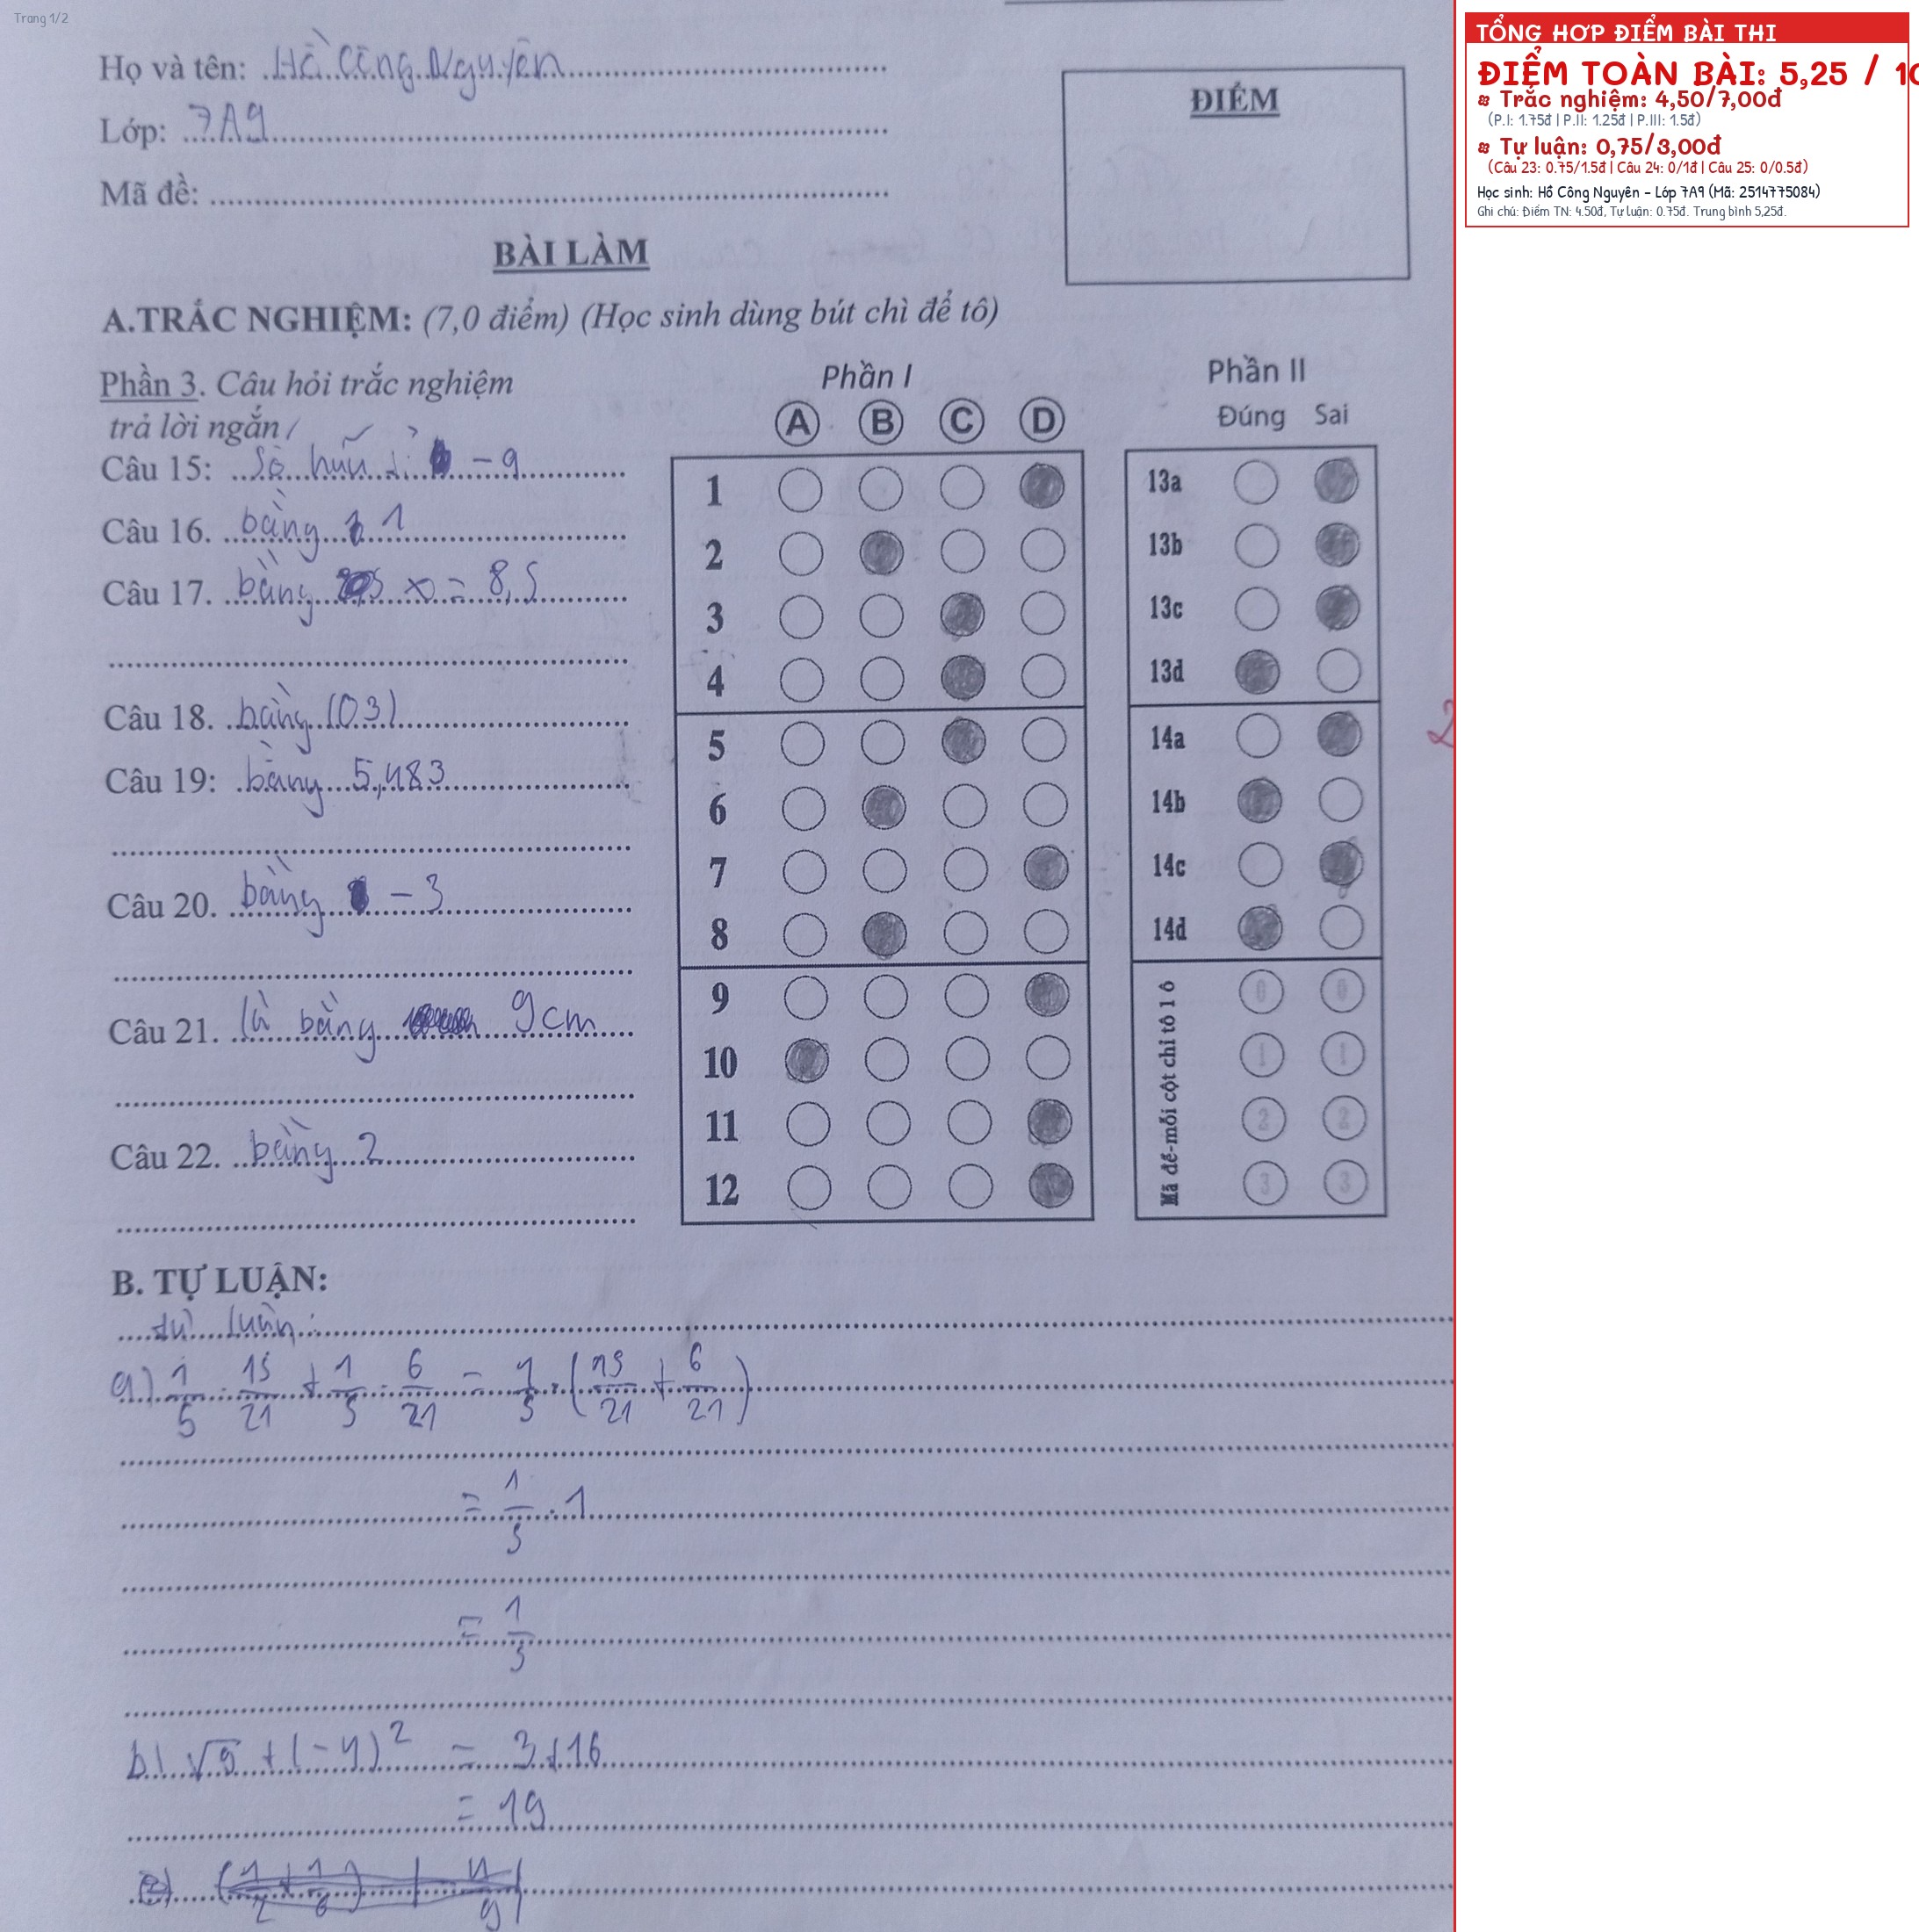 Trang 1/2
Họ và tên: Hồ Công Nguyên
Lớp: 7A9
Mã đề:
ĐIỂM
BÀI LÀM
A.TRẮC NGHIỆM: (7,0 điểm) (Học sinh dùng bút chì để tô)
Phần 3. Câu hỏi trắc nghiệm
trả lời ngắn
Câu 15: Số hữu tỉ -9
Câu 16. bằng 1
Câu 17. bằng x = 8,5
Câu 18. bằng (03)
Câu 19: bằng 5,483
Câu 20. bằng -3
Câu 21. là bằng 9cm
Câu 22. bằng 2
Phần I
A B C D
1
2
3
4
5
6
7
8
9
10
11
12
Phần II
Đúng Sai
13a
13b
13c
13d
14a
14b
14c
14d
Mã đề-mỗi cột chỉ tô 1 ô
0 0
1 1
2 2
3 3
B. TỰ LUẬN:
tự luận:
a) 1/5 . 15/21 + 1/5 . 6/21 = 1/5 . (15/21 + 6/21)
= 1/5 . 1
= 1/5
b) √9 + (-4)² = 3+16
= 19
TỔNG HỢP ĐIỂM BÀI THI
ĐIỂM TOÀN BÀI: 5,25 / 10
Trắc nghiệm: 4,50/7,00đ
(P.I: 1.75đ | P.II: 1.25đ | P.III: 1.5đ)
Tự luận: 0,75/3,00đ
(Câu 23: 0.75/1.5đ | Câu 24: 0/1đ | Câu 25: 0/0.5đ)
Học sinh: Hồ Công Nguyên - Lớp 7A9 (Mã: 2514775084)
Ghi chú: Điểm TN: 4.50đ, Tự luận: 0.75đ. Trung bình 5,25đ.